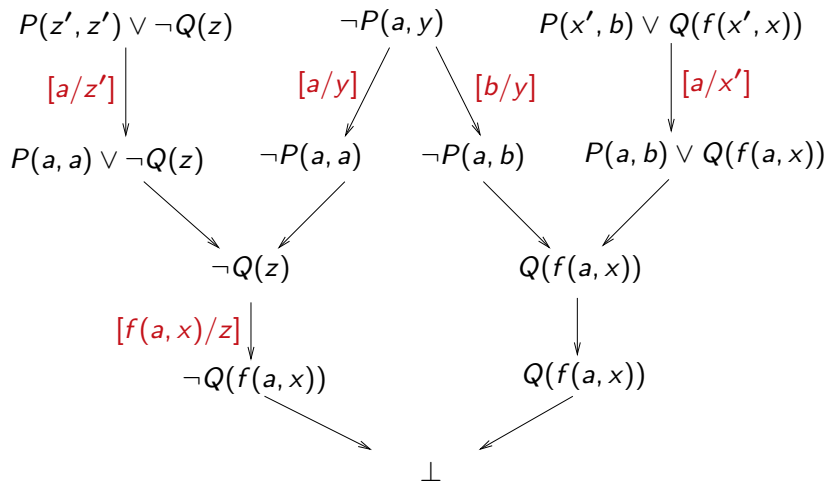 P(z′, z′) ∨ ¬Q(z) ¬P(a, y) P(x′, b) ∨ Q(f(x′, x))
[a/z′] [a/y] [b/y] [a/x′]
P(a, a) ∨ ¬Q(z) ¬P(a, a) ¬P(a, b) P(a, b) ∨ Q(f(a, x))
¬Q(z) Q(f(a, x))
[f(a, x)/z]
¬Q(f(a, x)) Q(f(a, x))
⊥